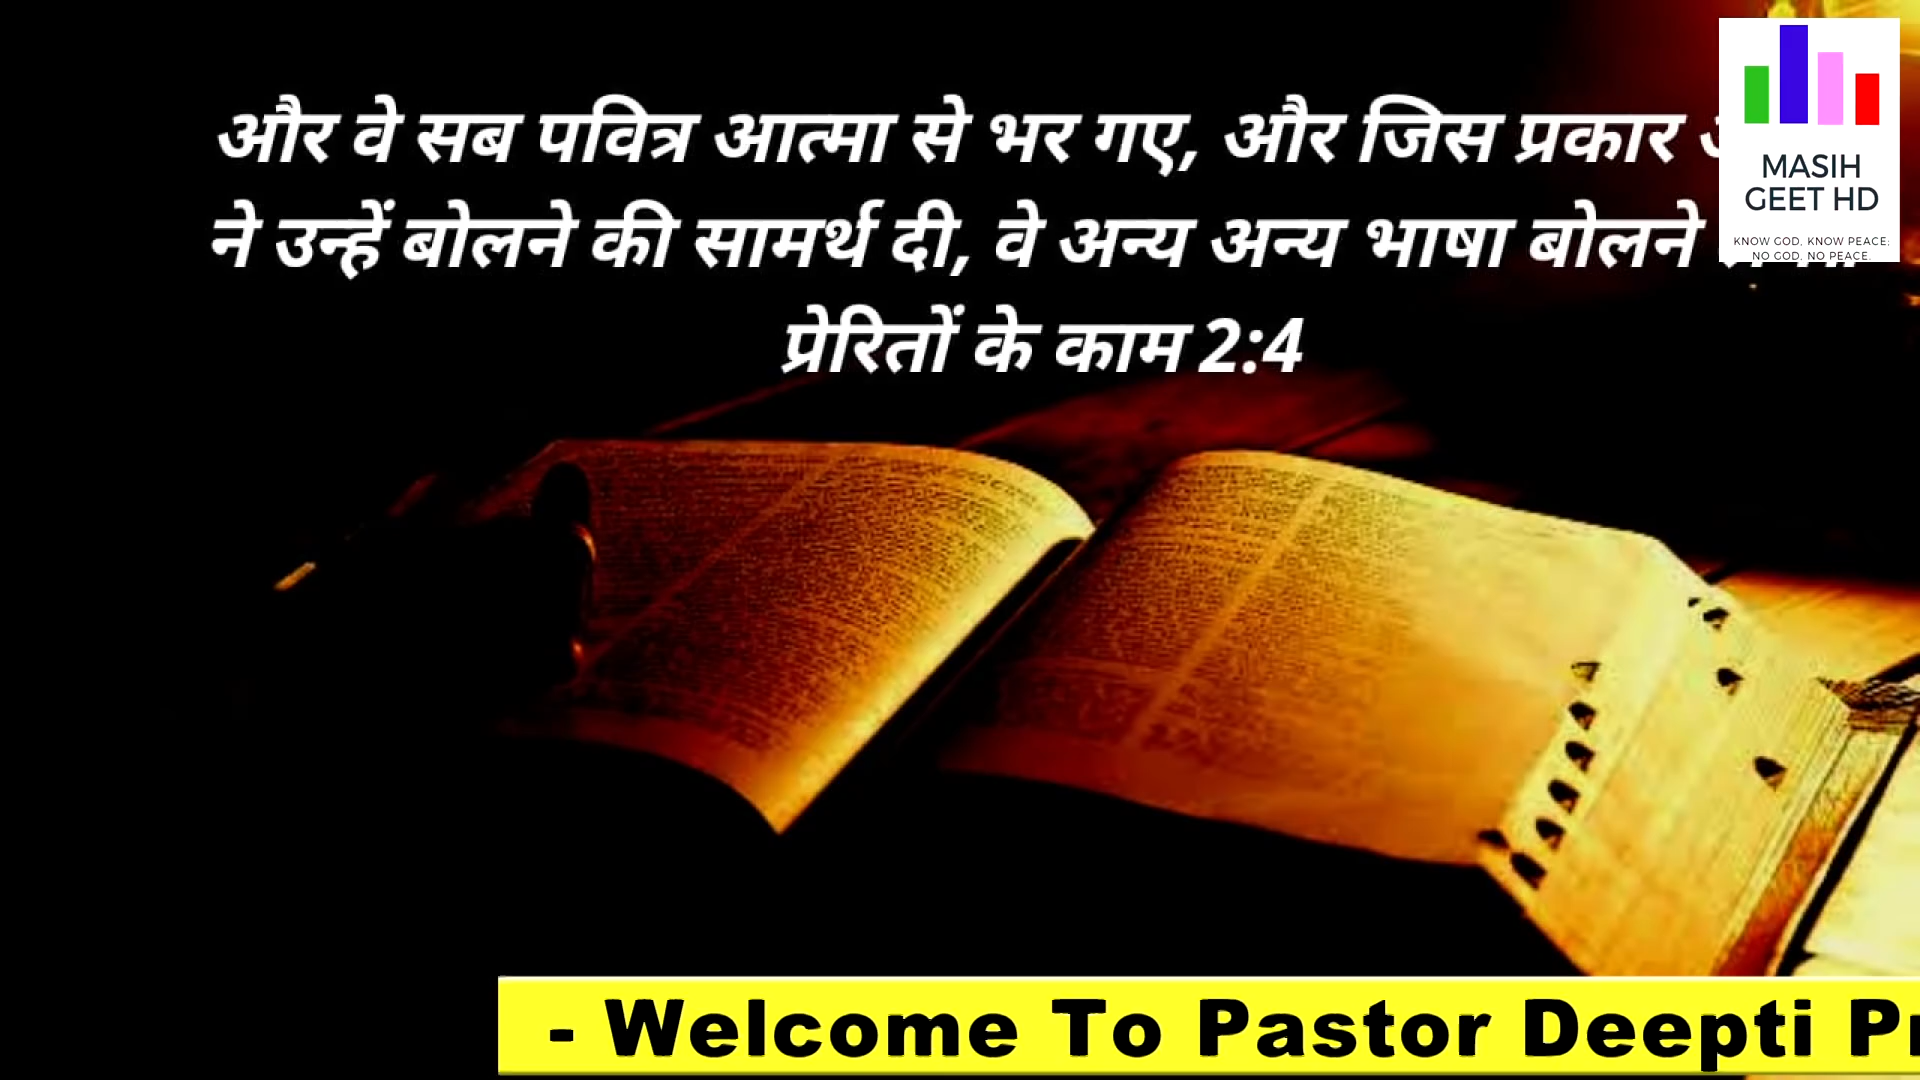 और वे सब पवित्र आत्मा से भर गए, और जिस प्रकार
ने उन्हें बोलने की सामर्थ दी, वे अन्य अन्य भाषा बोलने
प्रेरितों के काम 2:4
MASIH
GEET HD
KNOW GOD, KNOW PEACE;
NO GOD, NO PEACE.
- Welcome To Pastor Deepti